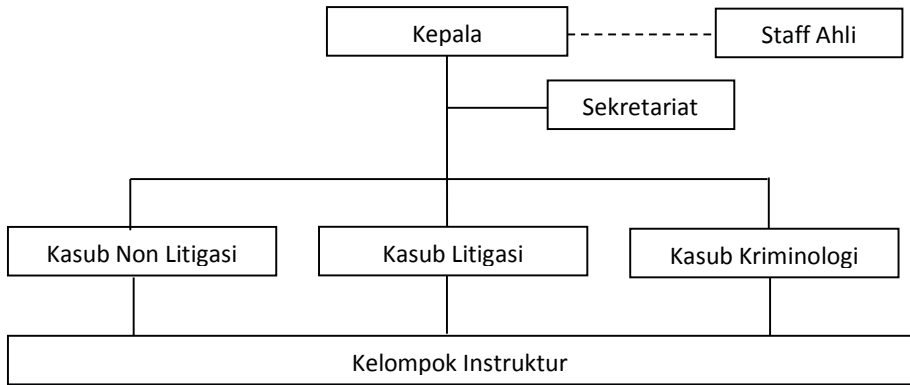 Kepala
Staff Ahli
Sekretariat
Kasub Non Litigasi
Kasub Litigasi
Kasub Kriminologi
Kelompok Instruktur